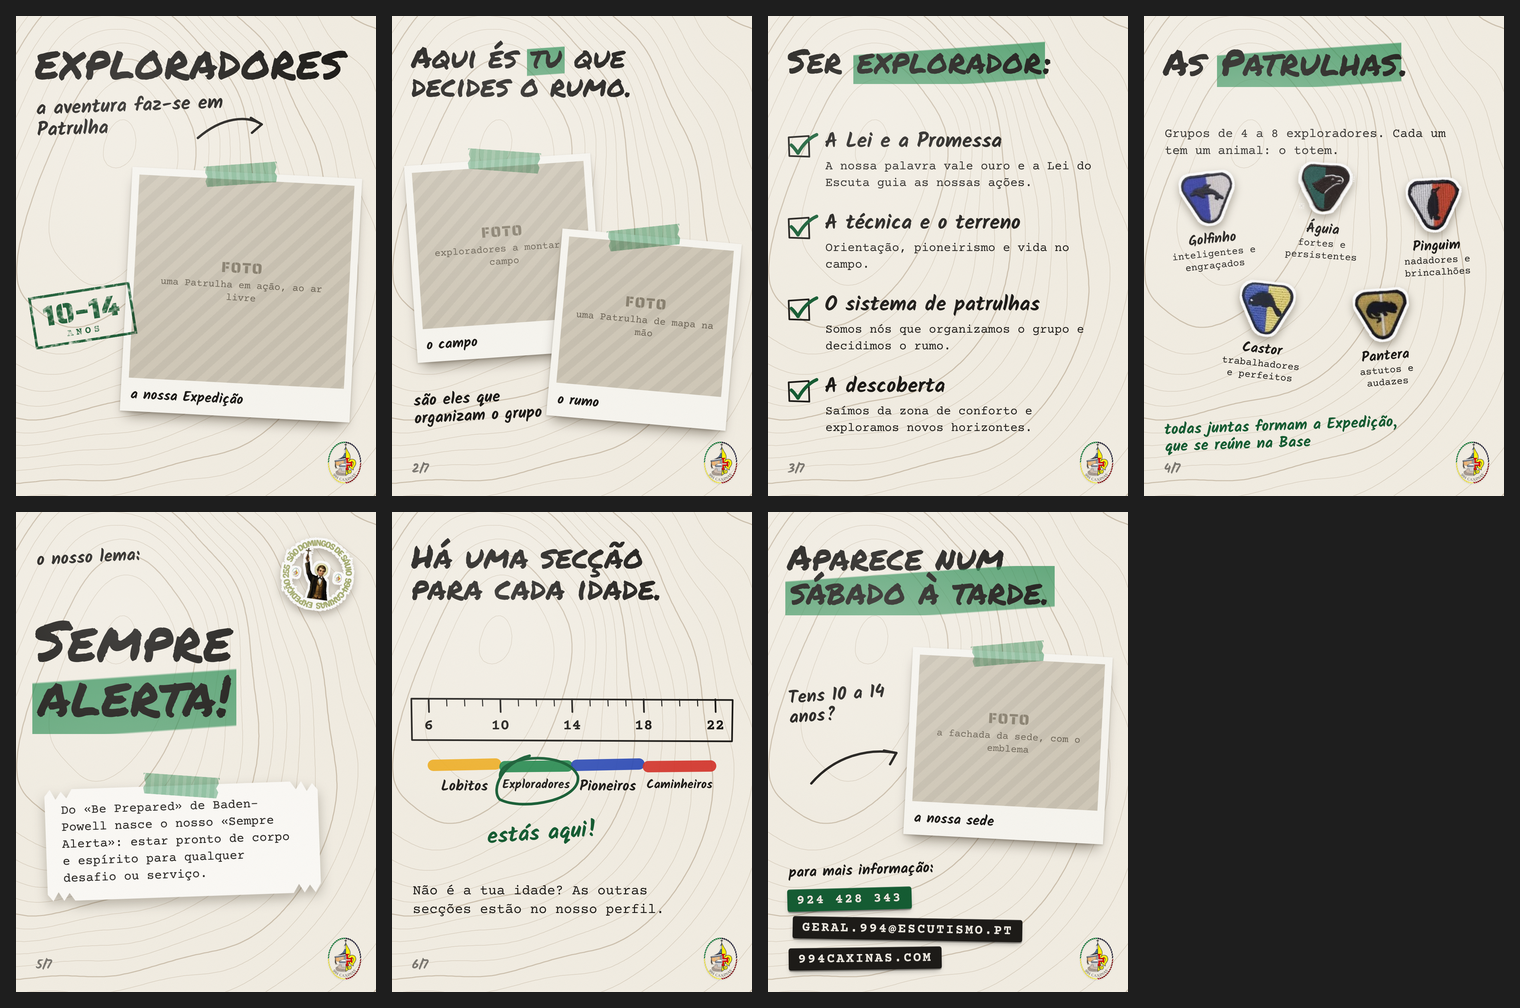 EXPLORADORES
a aventura faz-se em
Patrulha
FOTO
uma Patrulha em ação, ao ar
livre
10-14
ANOS
a nossa Expedição
AQUI ÉS TU QUE
DECIDES O RUMO.
FOTO
exploradores a montar
campo
o campo
FOTO
uma Patrulha de mapa na
mão
o rumo
são eles que
organizam o grupo
2/7
SER EXPLORADOR:
A Lei e a Promessa
A nossa palavra vale ouro e a Lei do
Escuta guia as nossas ações.
A técnica e o terreno
Orientação, pioneirismo e vida no
campo.
O sistema de patrulhas
Somos nós que organizamos o grupo e
decidimos o rumo.
A descoberta
Saímos da zona de conforto e
exploramos novos horizontes.
3/7
AS PATRULHAS.
Grupos de 4 a 8 exploradores. Cada um
tem um animal: o totem.
Golfinho
inteligentes e
engraçados
Águia
fortes e
persistentes
Pinguim
nadadores e
brincalhões
Castor
trabalhadores
e perfeitos
Pantera
astutos e
audazes
todas juntas formam a Expedição,
que se reúne na Base
4/7
o nosso lema:
SÃO DOMINGOS DE SÁVIO
994-CAXINAS
EXPEDIÇÃO 255
SEMPRE
ALERTA!
Do «Be Prepared» de Baden-
Powell nasce o nosso «Sempre
Alerta»: estar pronto de corpo
e espírito para qualquer
desafio ou serviço.
5/7
HÁ UMA SECÇÃO
PARA CADA IDADE.
6 10 14 18 22
Lobitos Exploradores Pioneiros Caminheiros
estás aqui!
Não é a tua idade? As outras
secções estão no nosso perfil.
6/7
APARECE NUM
SÁBADO À TARDE.
Tens 10 a 14
anos?
FOTO
a fachada da sede, com o
emblema
a nossa sede
para mais informação:
924 428 343
GERAL.994@ESCUTISMO.PT
994CAXINAS.COM